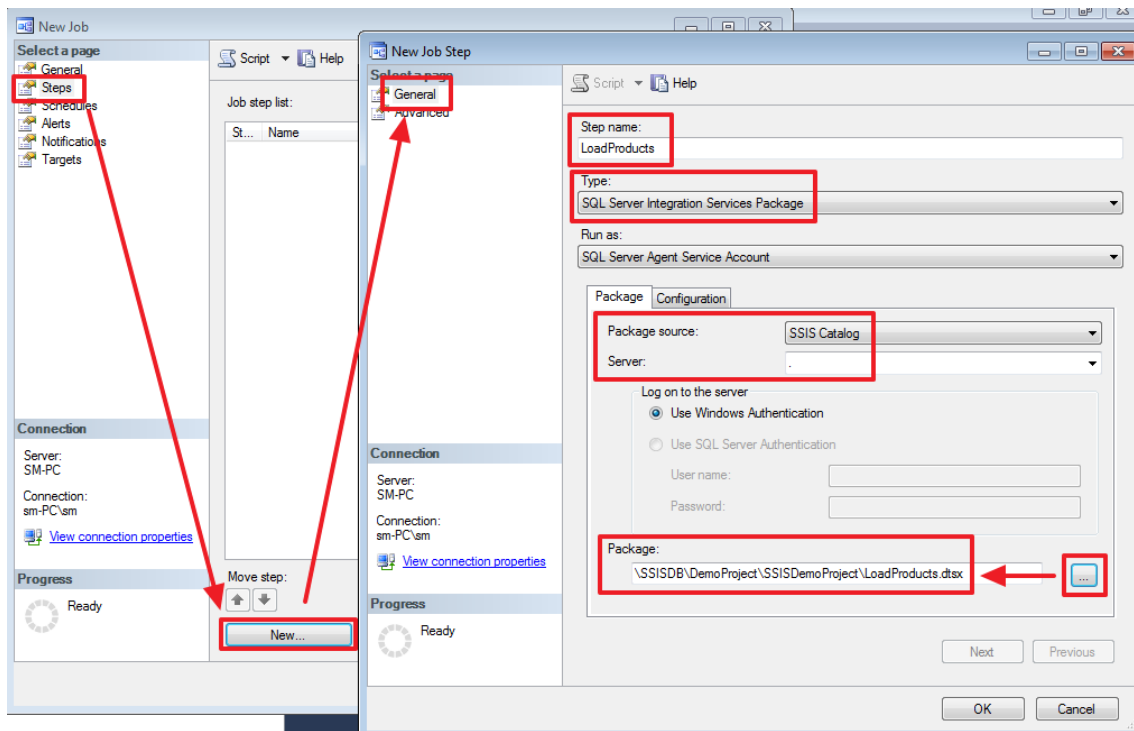 New Job
Select a page
General
Steps
Schedules
Alerts
Notifications
Targets
Connection
Server:
SM-PC
Connection:
sm-PC\sm
View connection properties
Progress
Ready
Script Help
Job step list:
St... Name
Move step:
New...
New Job Step
Select a page
General
Advanced
Connection
Server:
SM-PC
Connection:
sm-PC\sm
View connection properties
Progress
Ready
Script Help
Step name:
LoadProducts
Type:
SQL Server Integration Services Package
Run as:
SQL Server Agent Service Account
Package Configuration
Package source: SSIS Catalog
Server: .
Log on to the server
Use Windows Authentication
Use SQL Server Authentication
User name:
Password:
Package:
\SSISDB\DemoProject\SSISDemoProject\LoadProducts.dtsx ...
Next Previous
OK Cancel